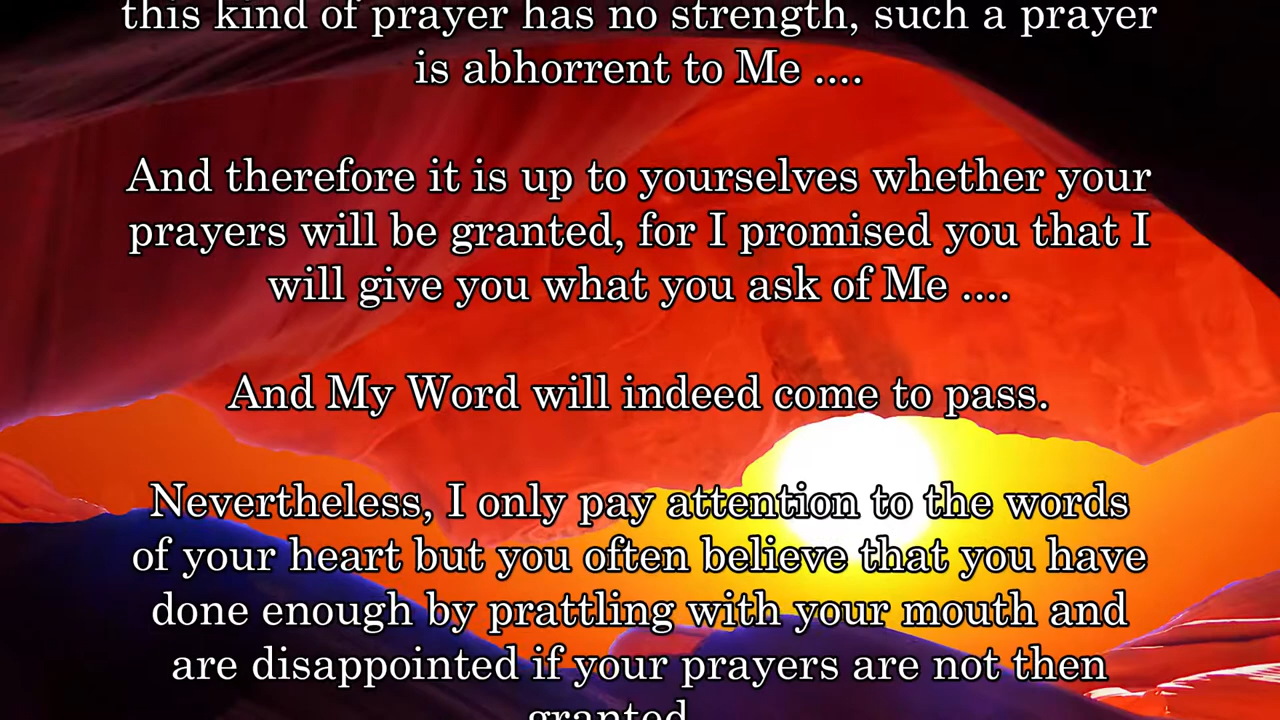 this kind of prayer has no strength, such a prayer
is abhorrent to Me ....
And therefore it is up to yourselves whether your
prayers will be granted, for I promised you that I
will give you what you ask of Me ....
And My Word will indeed come to pass.
Nevertheless, I only pay attention to the words
of your heart but you often believe that you have
done enough by prattling with your mouth and
are disappointed if your prayers are not then
granted